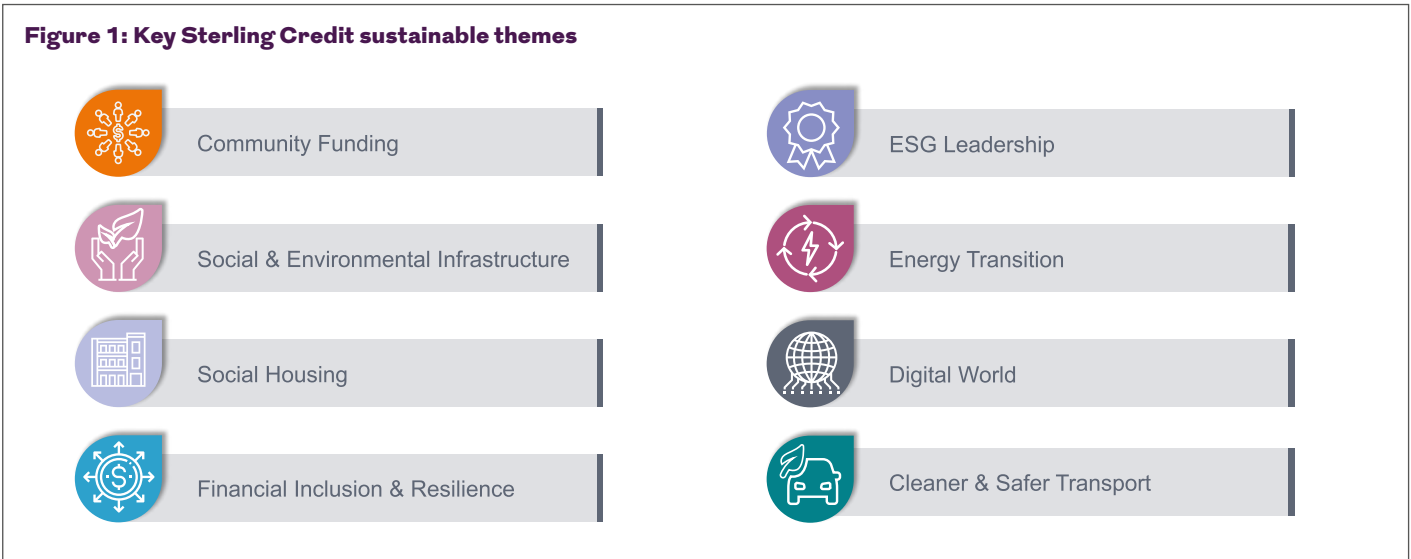 Figure 1: Key Sterling Credit sustainable themes
Community Funding
Social & Environmental Infrastructure
Social Housing
Financial Inclusion & Resilience
ESG Leadership
Energy Transition
Digital World
Cleaner & Safer Transport